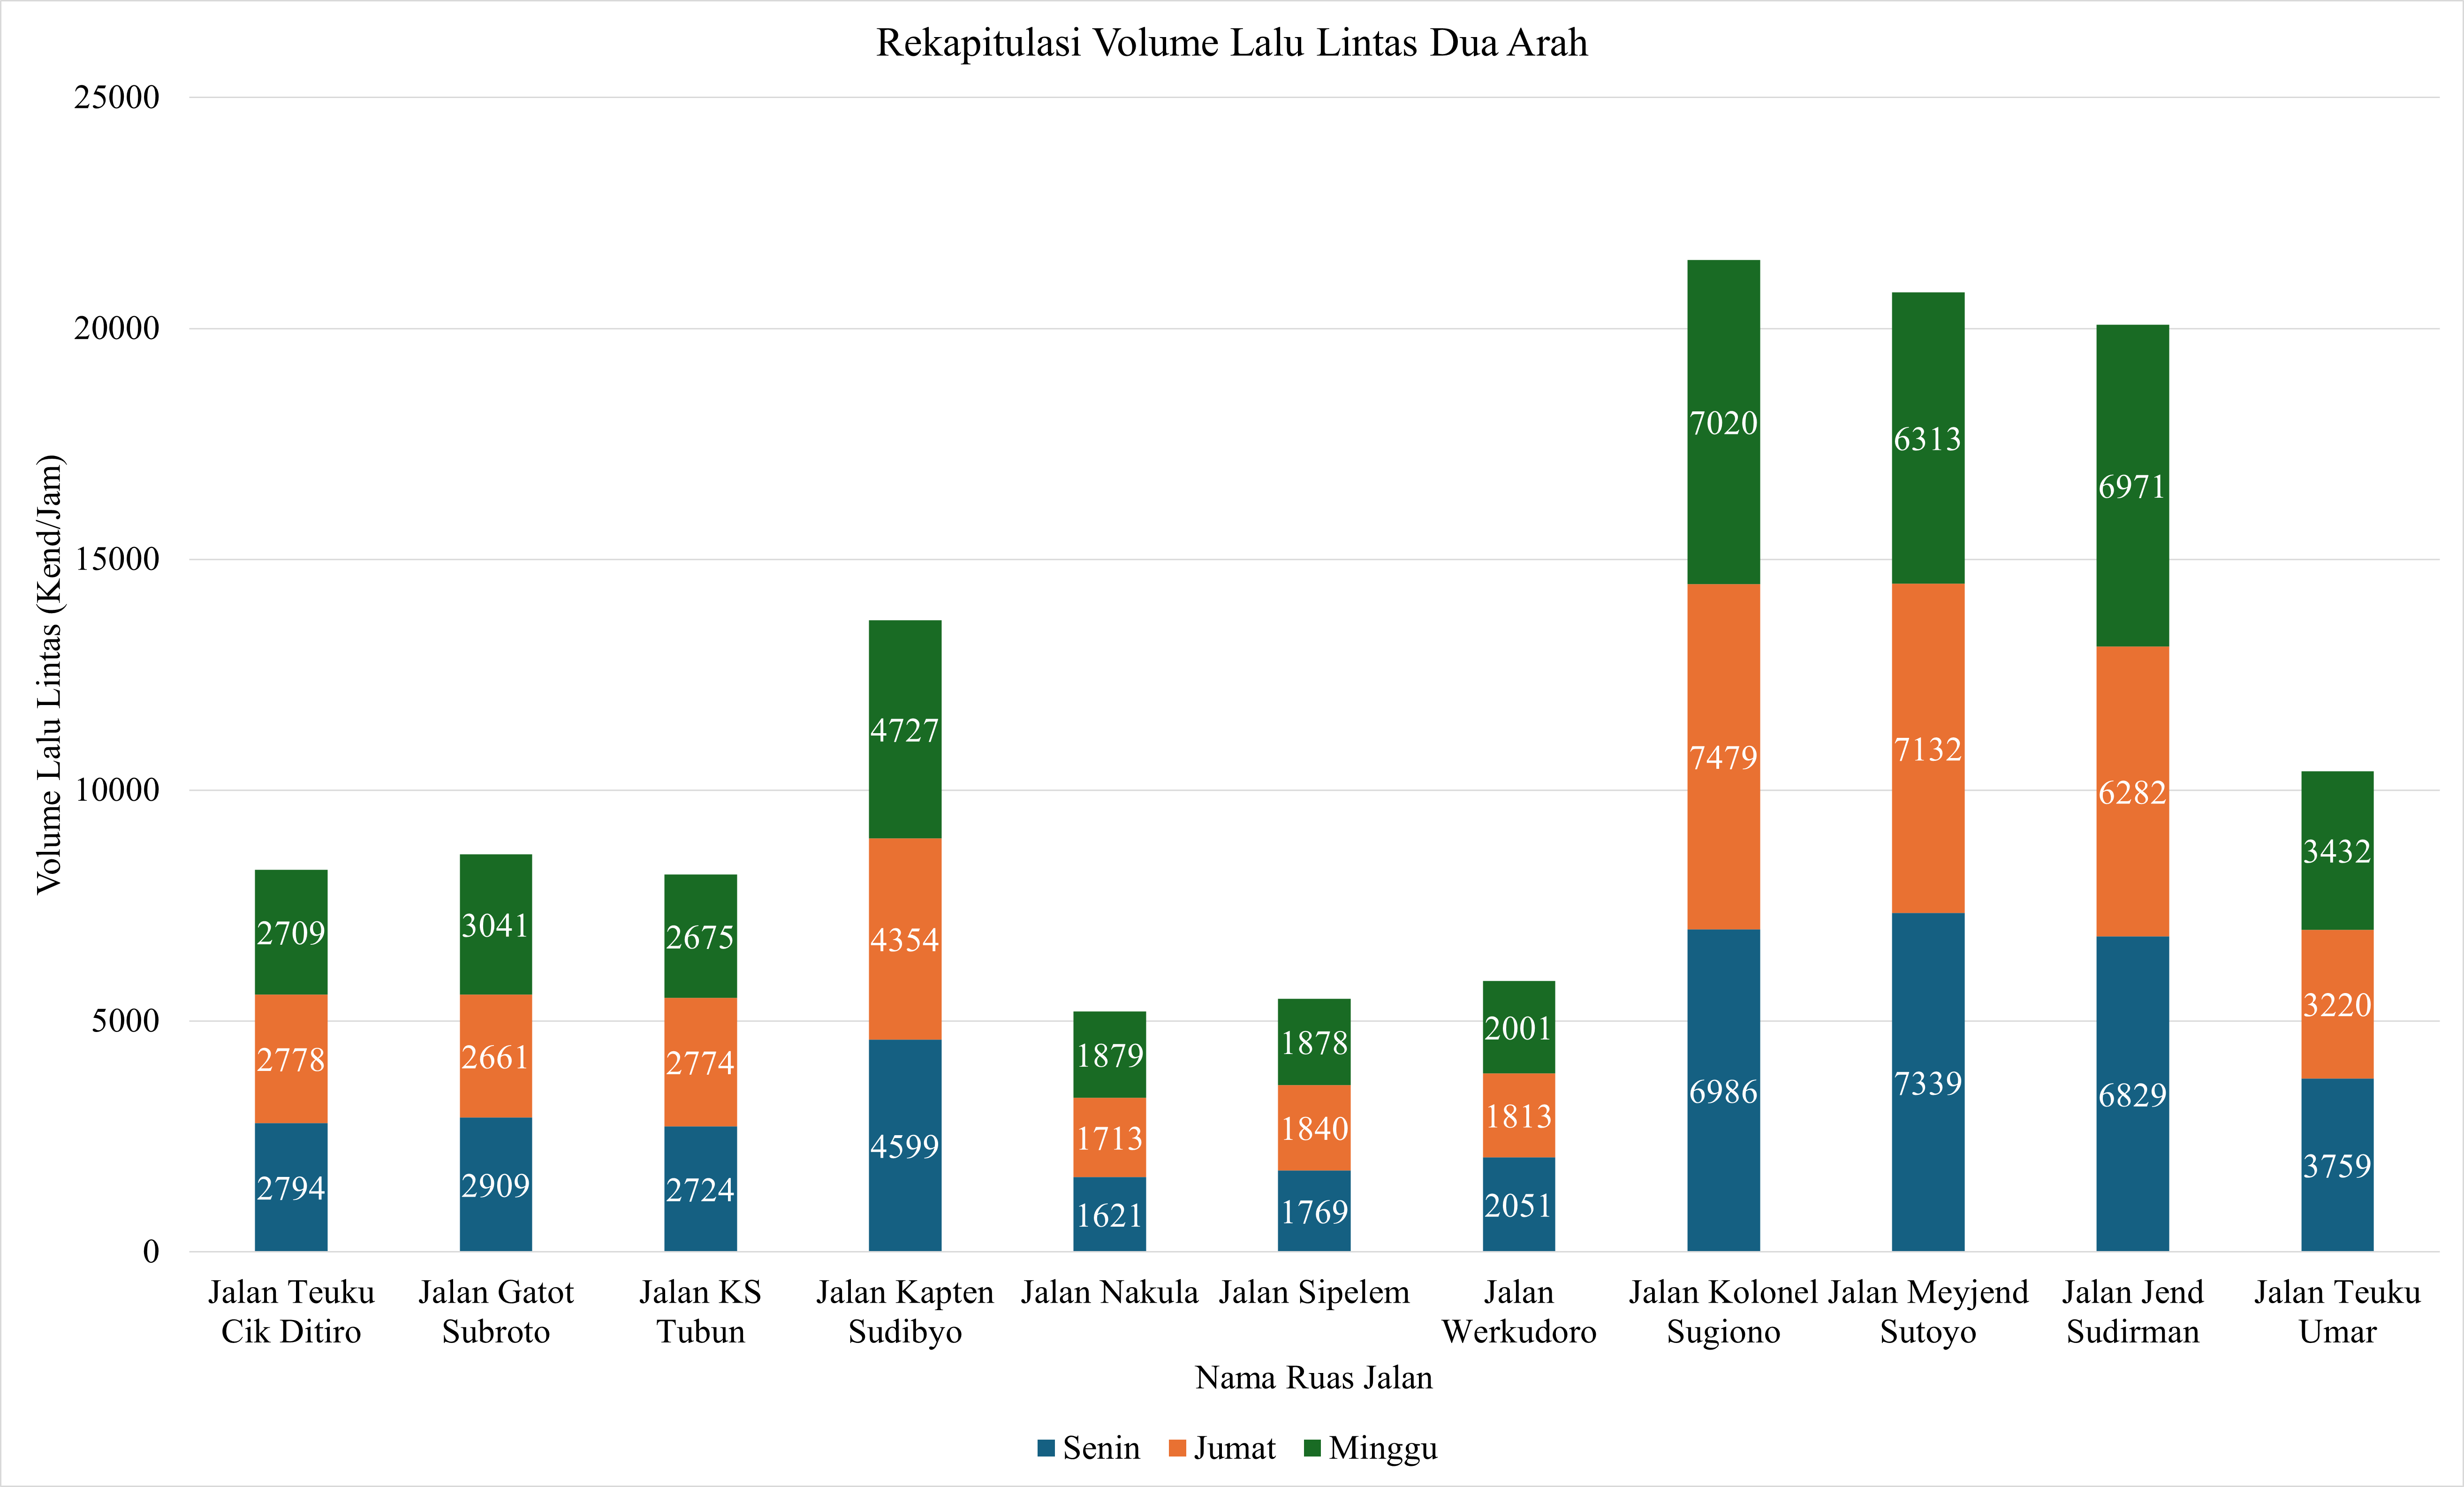 Rekapitulasi Volume Lalu Lintas Dua Arah
Volume Lalu Lintas (Kend/Jam)
25000
20000
15000
10000
5000
0
7020
6313
6971
4727
7479
7132
6282
3432
2709
3041
2675
4354
1879
1878
2001
3220
2778
2661
2774
4599
1713
1840
1813
6986
7339
6829
3759
2794
2909
2724
1621
1769
2051
Jalan Teuku
Cik Ditiro
Jalan Gatot
Subroto
Jalan KS
Tubun
Jalan Kapten
Sudibyo
Jalan Nakula
Jalan Sipelem
Jalan
Werkudoro
Jalan Kolonel
Sugiono
Jalan Meyjend
Sutoyo
Jalan Jend
Sudirman
Jalan Teuku
Umar
Nama Ruas Jalan
Senin
Jumat
Minggu